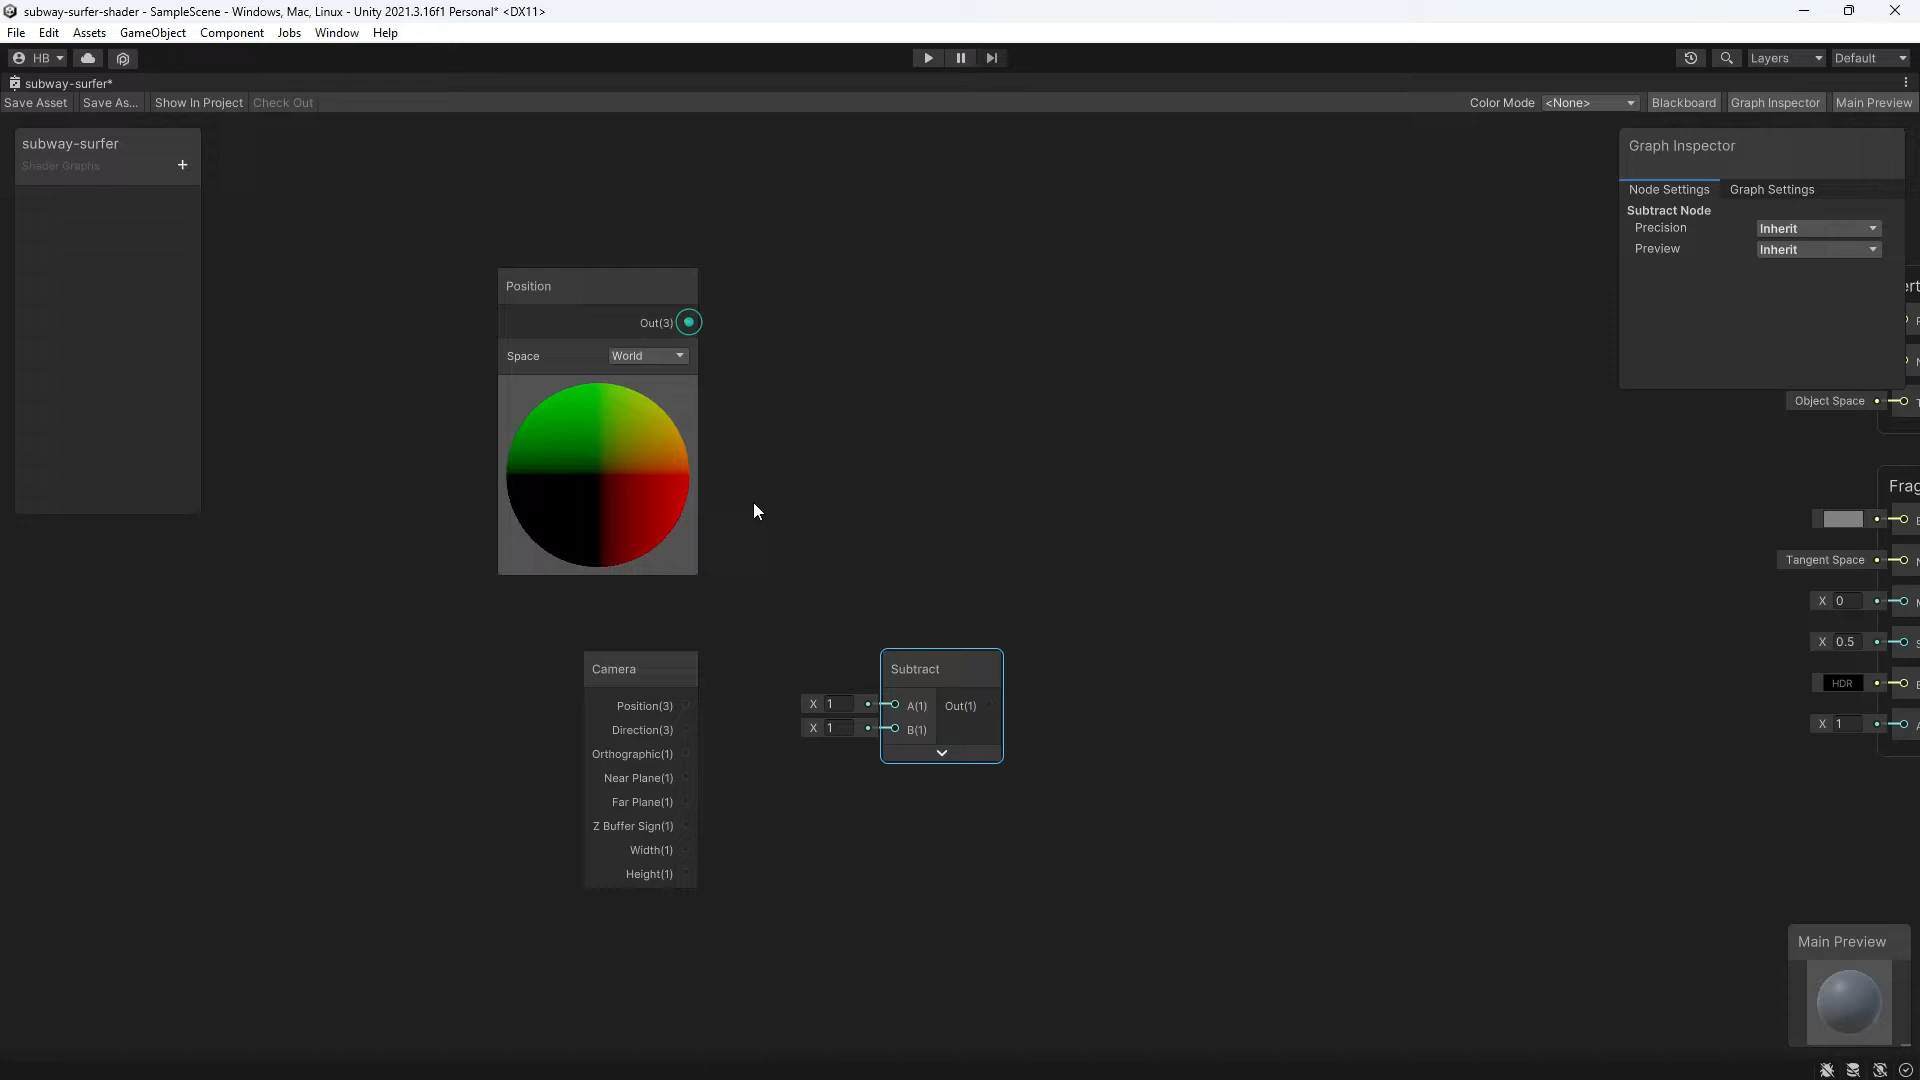 subway-surfer-shader - SampleScene - Windows, Mac, Linux - Unity 2021.3.16f1 Personal* <DX11>
File Edit Assets GameObject Component Jobs Window Help
HB Layers Default
subway-surfer*
Save Asset Save As... Show In Project Check Out Color Mode <None> Blackboard Graph Inspector Main Preview
subway-surfer
Shader Graphs
+
Graph Inspector
Node Settings Graph Settings
Subtract Node
Precision Inherit
Preview Inherit
Position
Out(3)
Space World
Object Space
Frag
Tangent Space
X 0
X 0.5
HDR
X 1
Camera
Position(3)
Direction(3)
Orthographic(1)
Near Plane(1)
Far Plane(1)
Z Buffer Sign(1)
Width(1)
Height(1)
Subtract
X 1 A(1) Out(1)
X 1 B(1)
Main Preview